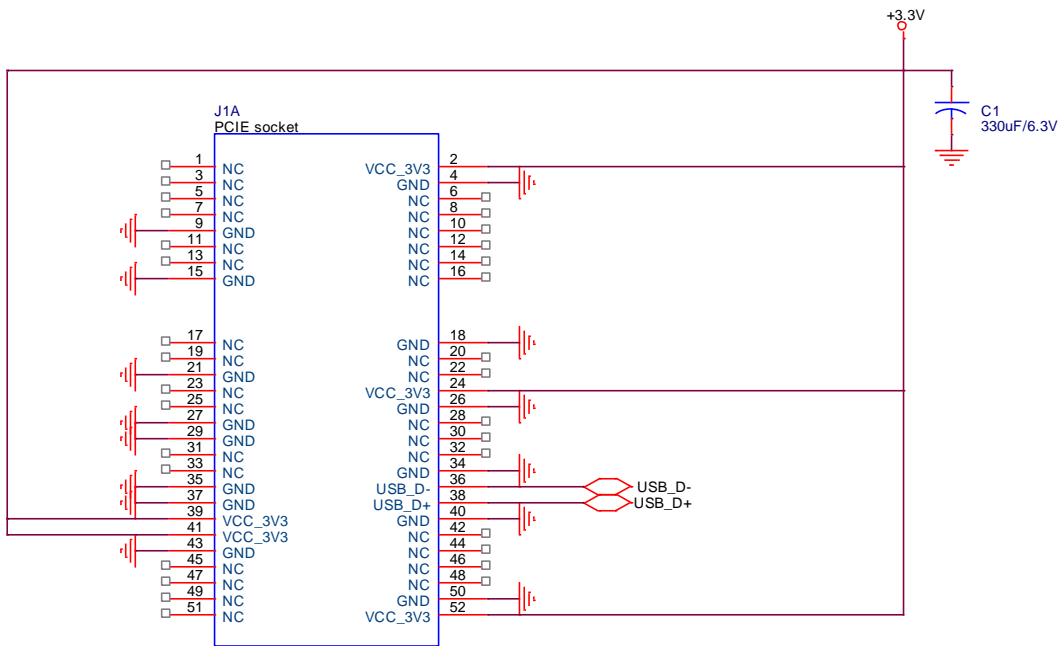 +3.3V
C1
330uF/6.3V
J1A
PCIE socket
1 NC VCC_3V3 2
3 NC GND 4
5 NC NC 6
7 NC NC 8
9 GND NC 10
11 NC NC 12
13 NC NC 14
15 GND NC 16
17 NC GND 18
19 NC NC 20
21 GND NC 22
23 NC VCC_3V3 24
25 NC GND 26
27 GND NC 28
29 GND NC 30
31 NC NC 32
33 NC GND 34
35 GND USB_D- 36 USB_D-
37 GND USB_D+ 38 USB_D+
39 VCC_3V3 GND 40
41 VCC_3V3 NC 42
43 GND NC 44
45 NC NC 46
47 NC NC 48
49 NC GND 50
51 NC VCC_3V3 52